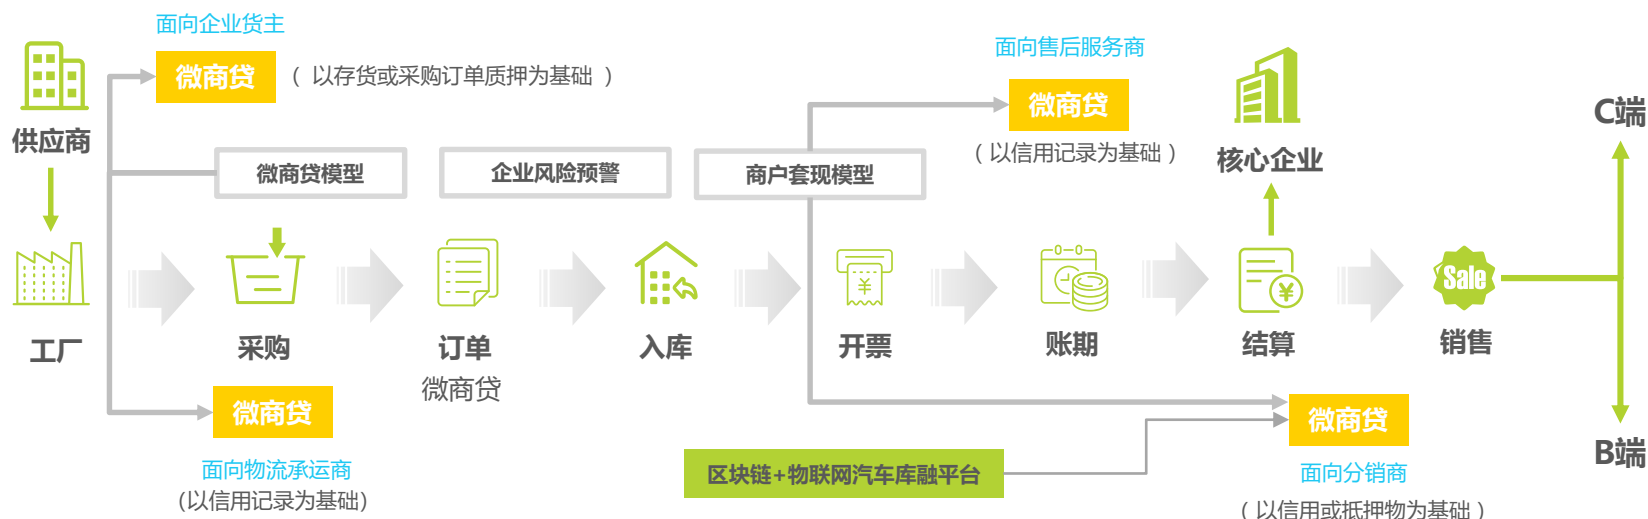 面向企业货主
微商贷
（ 以存货或采购订单质押为基础 ）
供应商
面向售后服务商
微商贷
（以信用记录为基础）
核心企业
C端
微商贷模型
企业风险预警
商户套现模型
Sale
工厂
采购
订单
微商贷
入库
开票
账期
结算
销售
微商贷
面向物流承运商
(以信用记录为基础)
区块链+物联网汽车库融平台
微商贷
面向分销商
（以信用或抵押物为基础）
B端